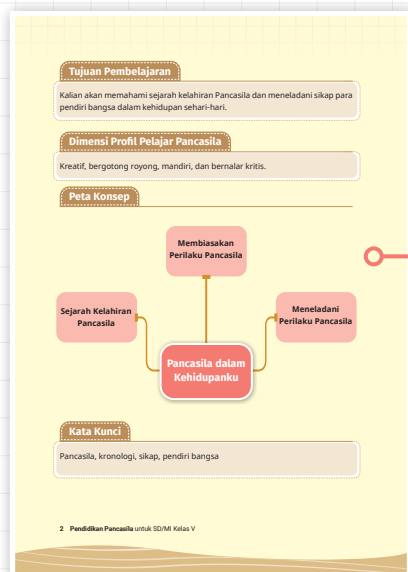 Tujuan Pembelajaran
Kalian akan memahami sejarah kelahiran Pancasila dan meneladani sikap para
pendiri bangsa dalam kehidupan sehari-hari.
Dimensi Profil Pelajar Pancasila
Kreatif, bergotong royong, mandiri, dan bernalar kritis.
Peta Konsep
Membiasakan
Perilaku Pancasila
Sejarah Kelahiran
Pancasila
Meneladani
Perilaku Pancasila
Pancasila dalam
Kehidupanku
Kata Kunci
Pancasila, kronologi, sikap, pendiri bangsa
2 Pendidikan Pancasila untuk SD/MI Kelas V